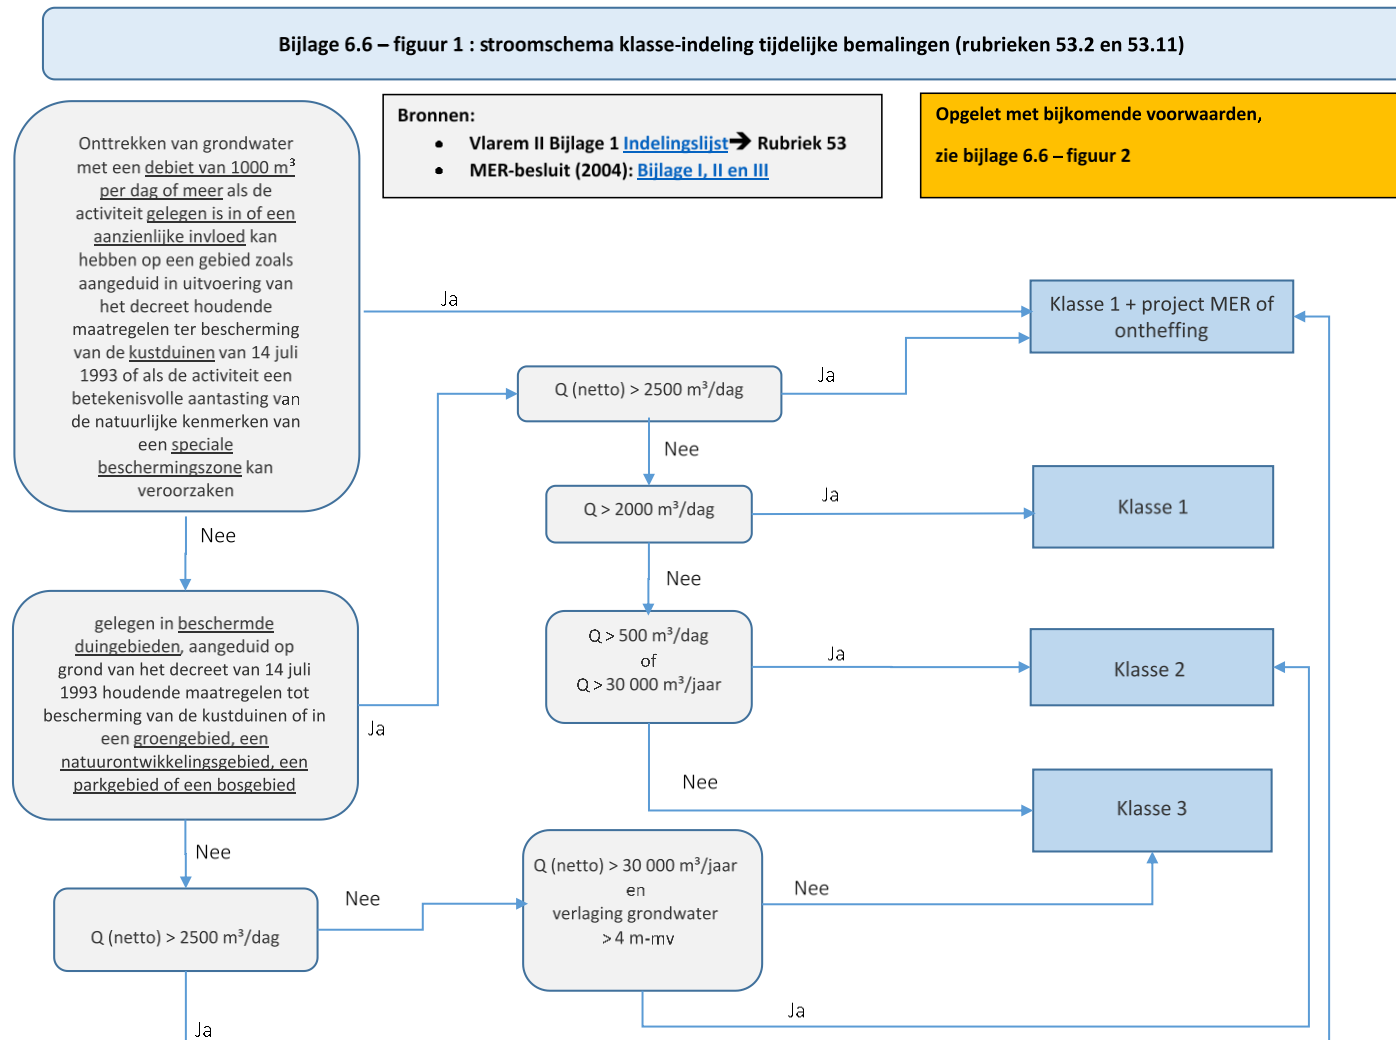 Bijlage 6.6 – figuur 1 : stroomschema klasse-indeling tijdelijke bemalingen (rubrieken 53.2 en 53.11)
Bronnen:
• Vlarem II Bijlage 1 Indelingslijst➔ Rubriek 53
• MER-besluit (2004): Bijlage I, II en III
Opgelet met bijkomende voorwaarden,
zie bijlage 6.6 – figuur 2
Onttrekken van grondwater
met een debiet van 1000 m³
per dag of meer als de
activiteit gelegen is in of een
aanzienlijke invloed kan
hebben op een gebied zoals
aangeduid in uitvoering van
het decreet houdende
maatregelen ter bescherming
van de kustduinen van 14 juli
1993 of als de activiteit een
betekenisvolle aantasting van
de natuurlijke kenmerken van
een speciale
beschermingszone kan
veroorzaken
Ja
Klasse 1 + project MER of
ontheffing
Q (netto) > 2500 m³/dag
Ja
Nee
Q > 2000 m³/dag
Ja
Klasse 1
Nee
Nee
gelegen in beschermde
duingebieden, aangeduid op
grond van het decreet van 14 juli
1993 houdende maatregelen tot
bescherming van de kustduinen of in
een groengebied, een
natuurontwikkelingsgebied, een
parkgebied of een bosgebied
Ja
Q > 500 m³/dag
of
Q > 30 000 m³/jaar
Ja
Klasse 2
Nee
Klasse 3
Nee
Q (netto) > 2500 m³/dag
Nee
Q (netto) > 30 000 m³/jaar
en
verlaging grondwater
> 4 m-mv
Nee
Ja
Ja